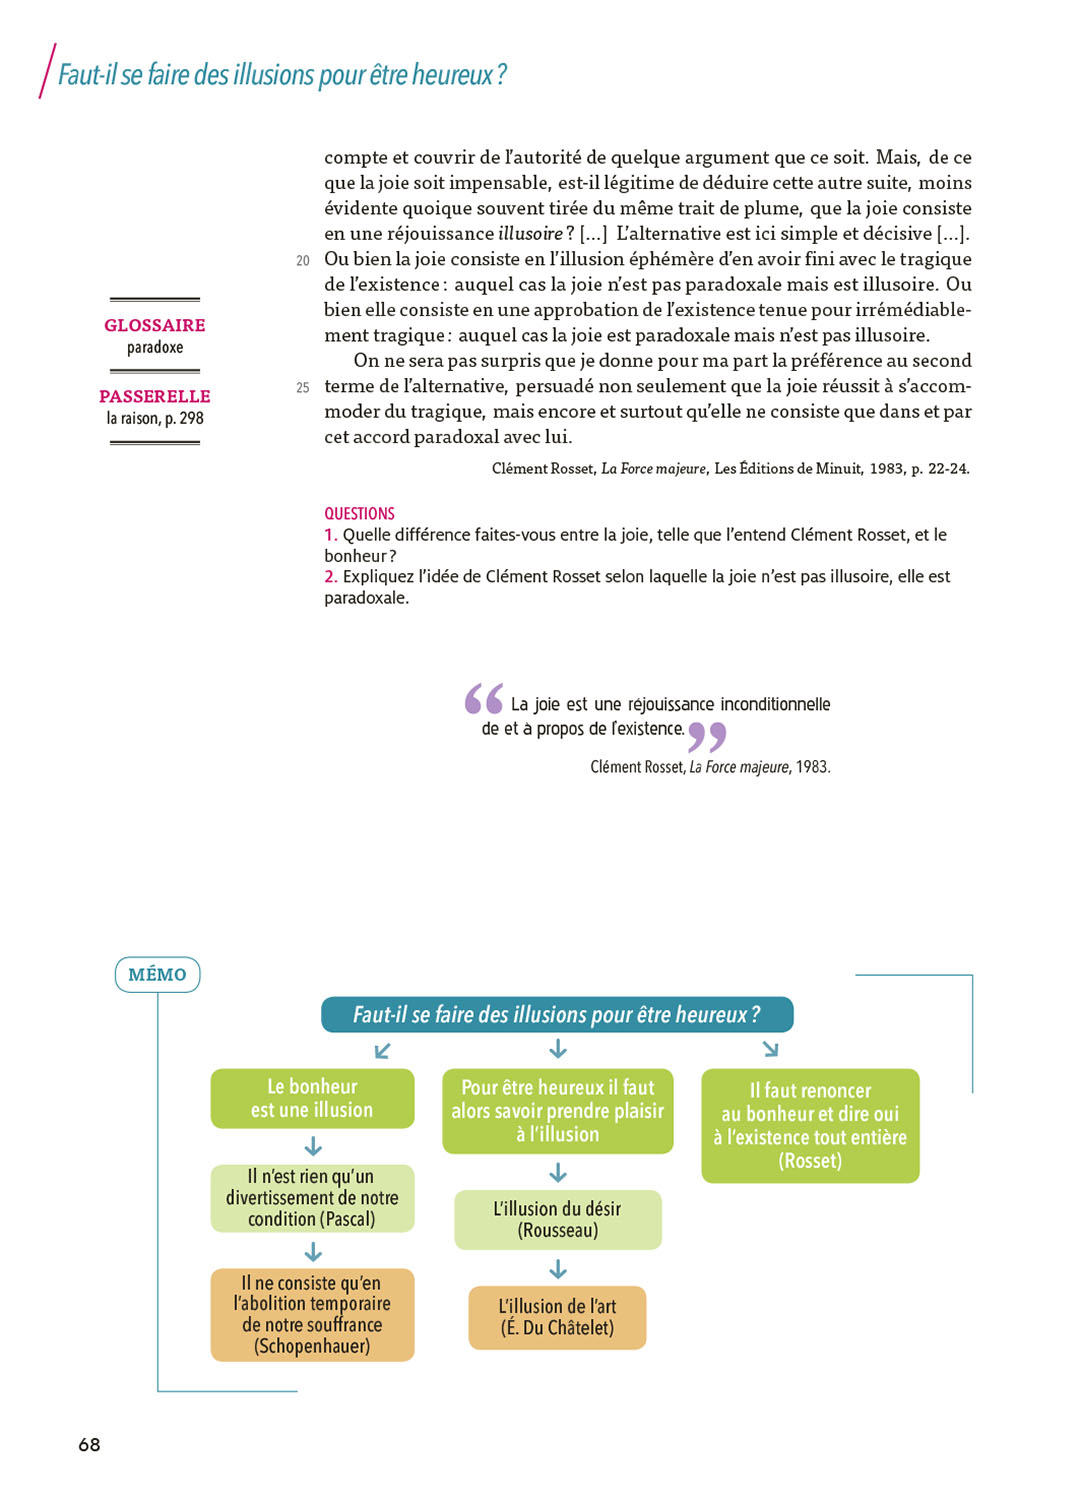 Faut-il se faire des illusions pour être heureux ?
compte et couvrir de l’autorité de quelque argument que ce soit. Mais, de ce
que la joie soit impensable, est-il légitime de déduire cette autre suite, moins
évidente quoique souvent tirée du même trait de plume, que la joie consiste
en une réjouissance illusoire ? [...] L’alternative est ici simple et décisive [...].
20 Ou bien la joie consiste en l’illusion éphémère d’en avoir fini avec le tragique
de l’existence : auquel cas la joie n’est pas paradoxale mais est illusoire. Ou
bien elle consiste en une approbation de l’existence tenue pour irrémédiable-
ment tragique : auquel cas la joie est paradoxale mais n’est pas illusoire.
On ne sera pas surpris que je donne pour ma part la préférence au second
25 terme de l’alternative, persuadé non seulement que la joie réussit à s’accom-
moder du tragique, mais encore et surtout qu’elle ne consiste que dans et par
cet accord paradoxal avec lui.
Clément Rosset, La Force majeure, Les Éditions de Minuit, 1983, p. 22-24.
GLOSSAIRE
paradoxe
PASSERELLE
la raison, p. 298
QUESTIONS
1. Quelle différence faites-vous entre la joie, telle que l’entend Clément Rosset, et le
bonheur ?
2. Expliquez l’idée de Clément Rosset selon laquelle la joie n’est pas illusoire, elle est
paradoxale.
“ La joie est une réjouissance inconditionnelle
de et à propos de l’existence. ”
Clément Rosset, La Force majeure, 1983.
MÉMO
Faut-il se faire des illusions pour être heureux ?
Le bonheur
est une illusion
Il n’est rien qu’un
divertissement de notre
condition (Pascal)
Il ne consiste qu’en
l’abolition temporaire
de notre souffrance
(Schopenhauer)
Pour être heureux il faut
alors savoir prendre plaisir
à l’illusion
L’illusion du désir
(Rousseau)
L’illusion de l’art
(É. Du Châtelet)
Il faut renoncer
au bonheur et dire oui
à l’existence tout entière
(Rosset)
68